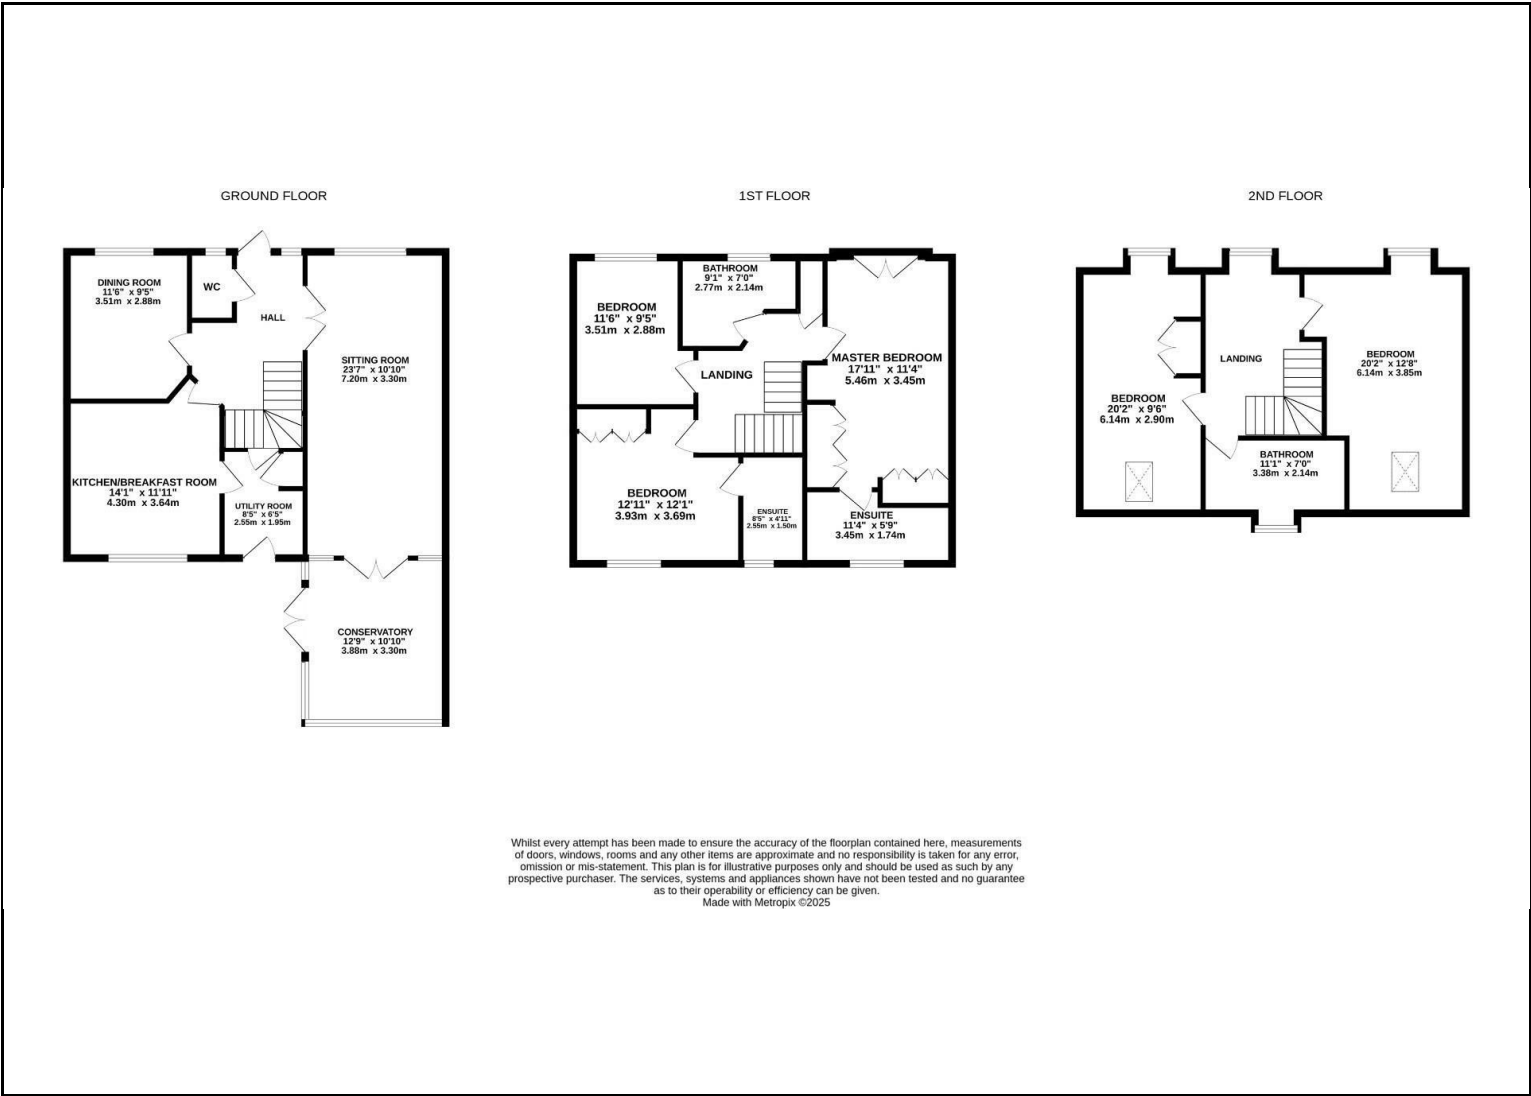 GROUND FLOOR
DINING ROOM
11'6" x 9'5"
3.51m x 2.88m
WC
HALL
SITTING ROOM
23'7" x 10'10"
7.20m x 3.30m
KITCHEN/BREAKFAST ROOM
14'1" x 11'11"
4.30m x 3.64m
UTILITY ROOM
8'5" x 6'5"
2.55m x 1.95m
CONSERVATORY
12'9" x 10'10"
3.88m x 3.30m
1ST FLOOR
BATHROOM
9'1" x 7'0"
2.77m x 2.14m
BEDROOM
11'6" x 9'5"
3.51m x 2.88m
LANDING
MASTER BEDROOM
17'11" x 11'4"
5.46m x 3.45m
BEDROOM
12'11" x 12'1"
3.93m x 3.69m
ENSUITE
8'5" x 4'11"
2.55m x 1.50m
ENSUITE
11'4" x 5'9"
3.45m x 1.74m
2ND FLOOR
LANDING
BEDROOM
20'2" x 12'8"
6.14m x 3.85m
BEDROOM
20'2" x 9'6"
6.14m x 2.90m
BATHROOM
11'1" x 7'0"
3.38m x 2.14m
Whilst every attempt has been made to ensure the accuracy of the floorplan contained here, measurements
of doors, windows, rooms and any other items are approximate and no responsibility is taken for any error,
omission or mis-statement. This plan is for illustrative purposes only and should be used as such by any
prospective purchaser. The services, systems and appliances shown have not been tested and no guarantee
as to their operability or efficiency can be given.
Made with Metropix ©2025